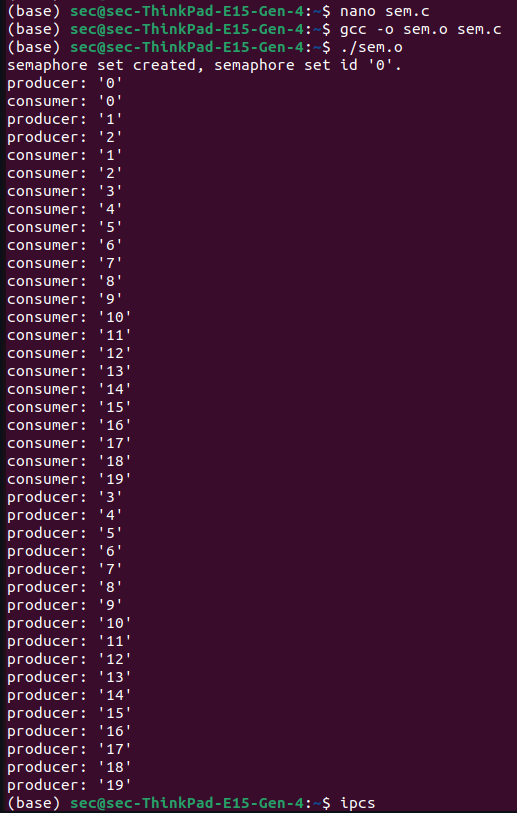 (base) sec@sec-ThinkPad-E15-Gen-4:~$ nano sem.c
(base) sec@sec-ThinkPad-E15-Gen-4:~$ gcc -o sem.o sem.c
(base) sec@sec-ThinkPad-E15-Gen-4:~$ ./sem.o
semaphore set created, semaphore set id '0'.
producer: '0'
consumer: '0'
producer: '1'
producer: '2'
consumer: '1'
consumer: '2'
consumer: '3'
consumer: '4'
consumer: '5'
consumer: '6'
consumer: '7'
consumer: '8'
consumer: '9'
consumer: '10'
consumer: '11'
consumer: '12'
consumer: '13'
consumer: '14'
consumer: '15'
consumer: '16'
consumer: '17'
consumer: '18'
consumer: '19'
producer: '3'
producer: '4'
producer: '5'
producer: '6'
producer: '7'
producer: '8'
producer: '9'
producer: '10'
producer: '11'
producer: '12'
producer: '13'
producer: '14'
producer: '15'
producer: '16'
producer: '17'
producer: '18'
producer: '19'
(base) sec@sec-ThinkPad-E15-Gen-4:~$ ipcs